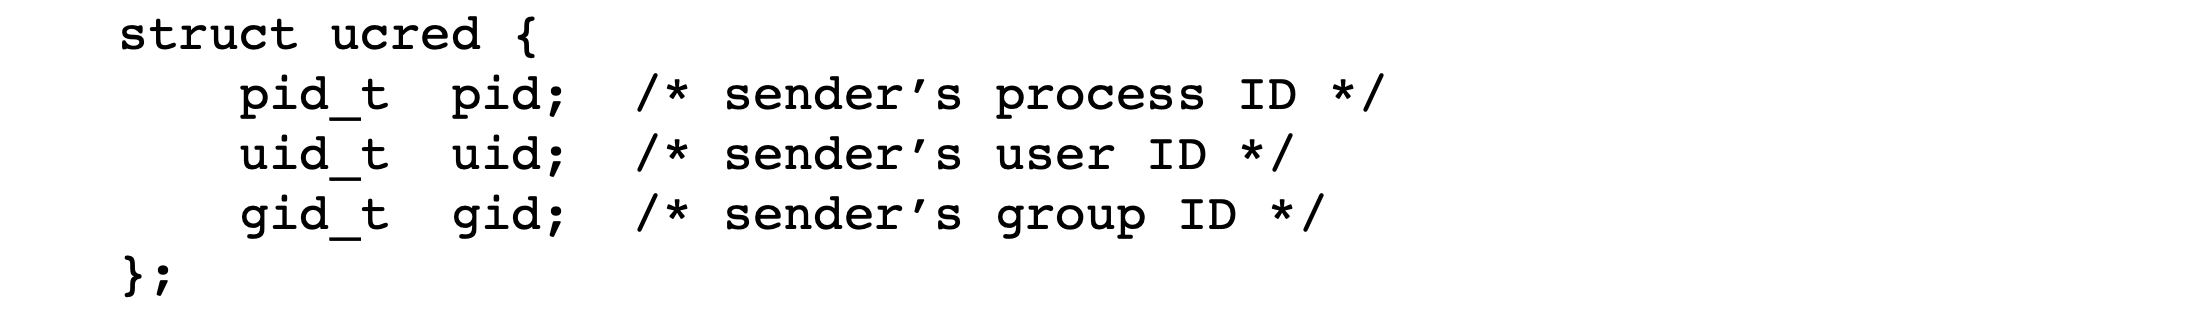 struct ucred {
    pid_t  pid;  /* sender’s process ID */
    uid_t  uid;  /* sender’s user ID */
    gid_t  gid;  /* sender’s group ID */
};